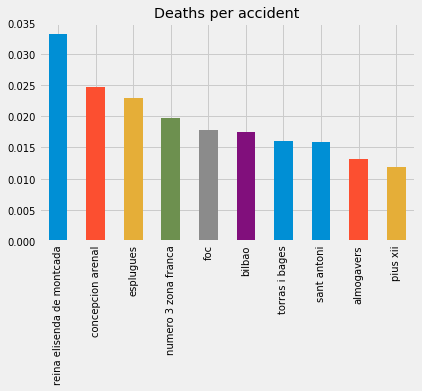 Deaths per accident
0.035
0.030
0.025
0.020
0.015
0.010
0.005
0.000
reina elisenda de montcada
concepcion arenal
esplugues
numero 3 zona franca
foc
bilbao
torras i bages
sant antoni
almogavers
pius xii